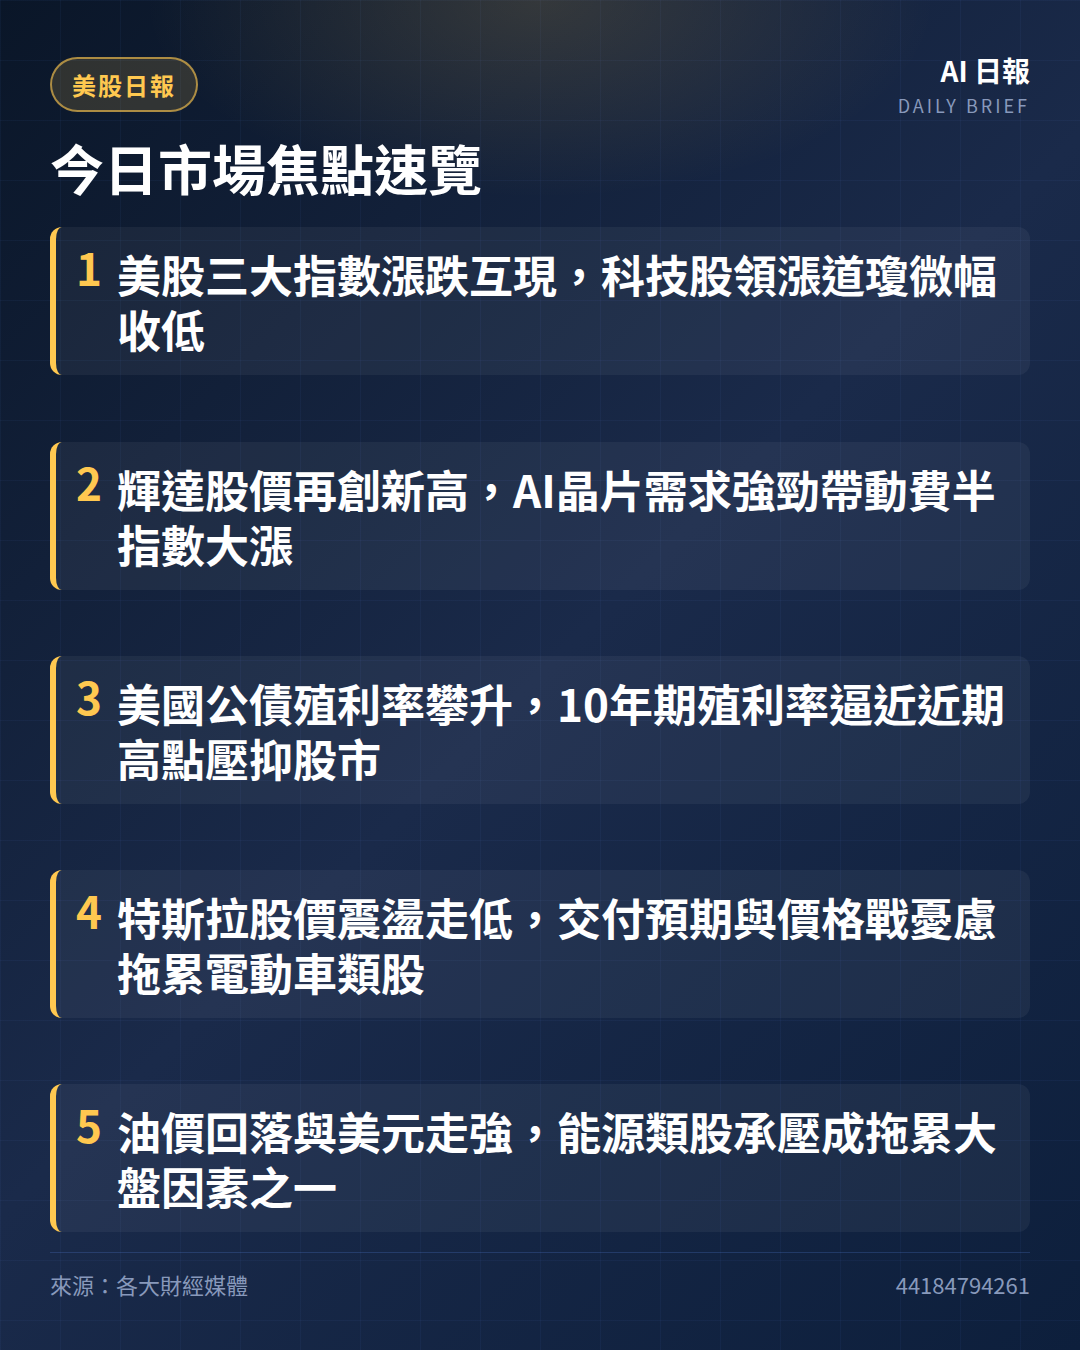 美股日報
AI 日報
DAILY BRIEF
今日市場焦點速覽
1 美股三大指數漲跌互現，科技股領漲道瓊微幅
收低
2 輝達股價再創新高，AI晶片需求強勁帶動費半
指數大漲
3 美國公債殖利率攀升，10年期殖利率逼近近期
高點壓抑股市
4 特斯拉股價震盪走低，交付預期與價格戰憂慮
拖累電動車類股
5 油價回落與美元走強，能源類股承壓成拖累大
盤因素之一
來源：各大財經媒體
44184794261